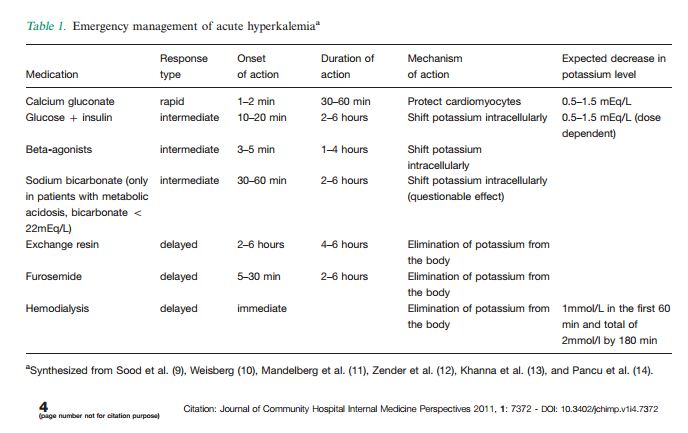 Table 1. Emergency management of acute hyperkalemiaa
Response Onset Duration of Mechanism Expected decrease in
Medication type of action action of action potassium level
Calcium gluconate rapid 1–2 min 30–60 min Protect cardiomyocytes 0.5–1.5 mEq/L
Glucose + insulin intermediate 10–20 min 2–6 hours Shift potassium intracellularly 0.5–1.5 mEq/L (dose
dependent)
Beta-agonists intermediate 3–5 min 1–4 hours Shift potassium
intracellularly
Sodium bicarbonate (only intermediate 30–60 min 2–6 hours Shift potassium intracellularly
in patients with metabolic (questionable effect)
acidosis, bicarbonate <
22mEq/L)
Exchange resin delayed 2–6 hours 4–6 hours Elimination of potassium from
the body
Furosemide delayed 5–30 min 2–6 hours Elimination of potassium from
the body
Hemodialysis delayed immediate Elimination of potassium from 1mmol/L in the first 60
the body min and total of
2mmol/l by 180 min
aSynthesized from Sood et al. (9), Weisberg (10), Mandelberg et al. (11), Zender et al. (12), Khanna et al. (13), and Pancu et al. (14).
4 Citation: Journal of Community Hospital Internal Medicine Perspectives 2011, 1: 7372 - DOI: 10.3402/jchimp.v1i4.7372
(page number not for citation purpose)